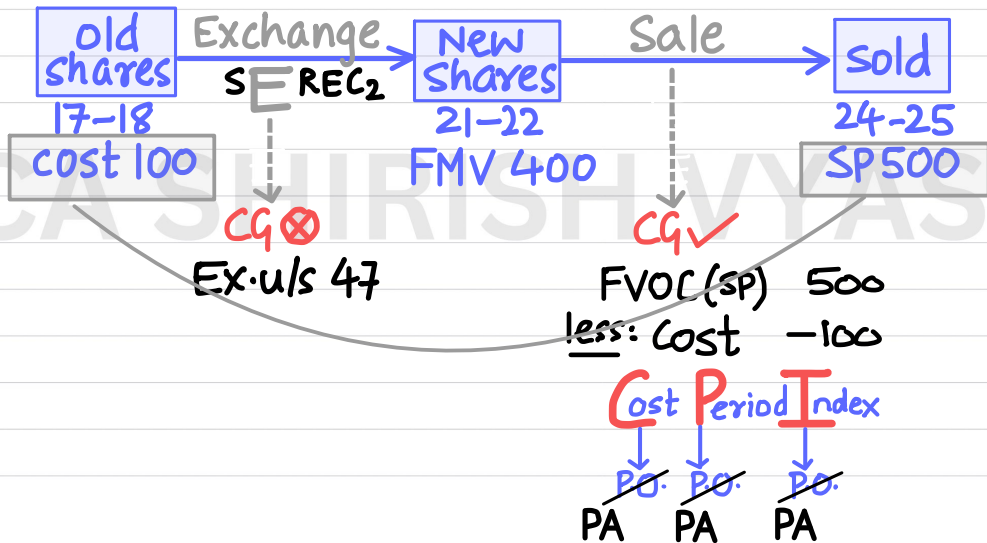 old shares
Exchange
New shares
Sale
Sold
SEREC2
17-18
21-22
24-25
cost 100
FMV 400
SP 500
CA SHIRISH VYAS
CG ⊗
CG ✓
Ex. u/s 47
FVOC (SP) 500
less: Cost -100
Cost Period Index
P.O. P.O. P.O.
PA PA PA